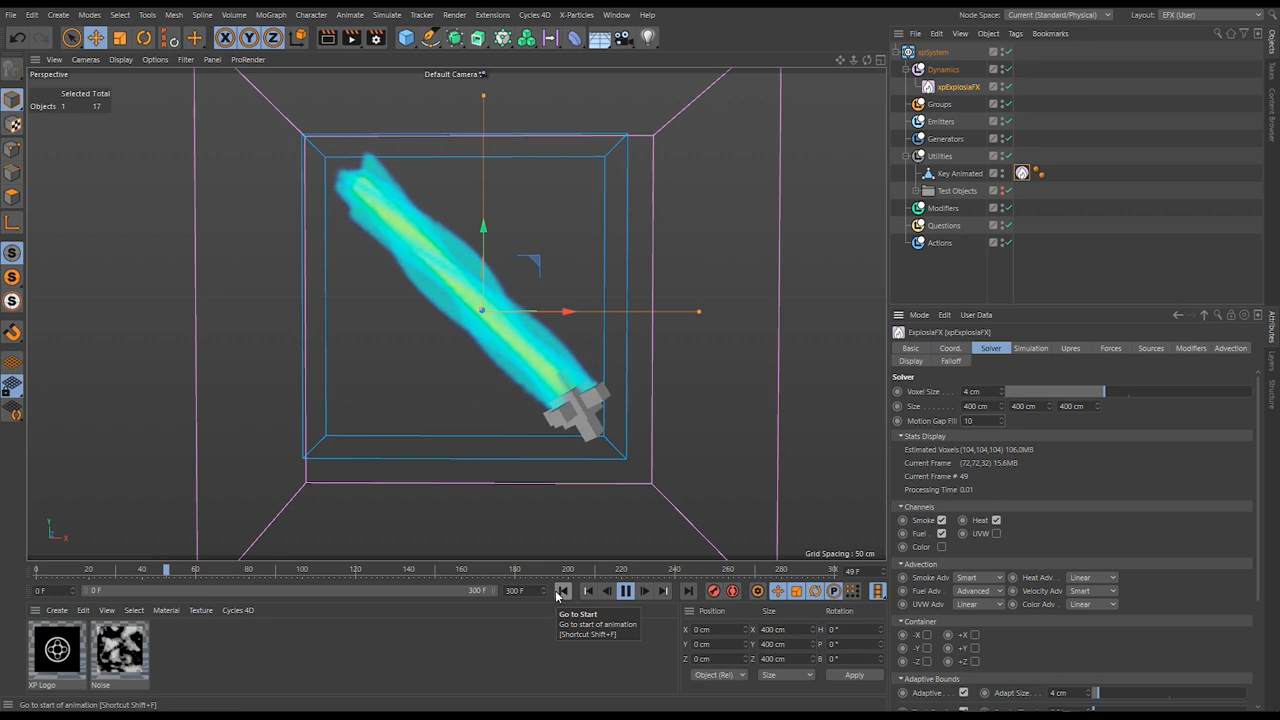 File Edit Create Modes Select Tools Mesh Spline Volume MoGraph Character Animate Simulate Tracker Render Extensions Cycles 4D X-Particles Window Help
Node Space: Current (Standard/Physical) Layout: EFX (User)
View Cameras Display Options Filter Panel ProRender
File Edit View Object Tags Bookmarks
Perspective
Default Camera
Selected Total
Objects 1 17
xpSystem
Dynamics
xpExplosiaFX
Groups
Emitters
Generators
Utilities
Key Animated
Test Objects
Modifiers
Questions
Actions
Objects
Takes
Content Browser
Attributes
Layers
Structure
Mode Edit User Data
ExplosiaFX [xpExplosiaFX]
Basic Coord. Solver Simulation Upres Forces Sources Modifiers Advection
Display Falloff
Solver
Voxel Size . . . 4 cm
Size . . . . . . . 400 cm 400 cm 400 cm
Motion Gap Fill 10
Stats Display
Estimated Voxels (104,104,104) 106.0MB
Current Frame (72,72,32) 15.6MB
Current Frame # 49
Processing Time 0.01
Channels
Smoke Heat
Fuel . UVW
Color
Advection
Smoke Adv Smart Heat Adv. Linear
Fuel Adv Advanced Velocity Adv Smart
UVW Adv Linear Color Adv Linear
Container
-X +X
-Y +Y
-Z +Z
Adaptive Bounds
Adaptive . Adapt Size. . 4 cm
Y
X
Grid Spacing : 50 cm
0 20 40 60 80 100 120 140 160 180 200 220 240 260 280 30 49 F
0 F 0 F 300 F 300 F
Go to Start
Go to start of animation
[Shortcut Shift+F]
Create Edit View Select Material Texture Cycles 4D
XP Logo Noise
Position Size Rotation
X 0 cm X 400 cm H 0 °
Y 0 cm Y 400 cm P 0 °
Z 0 cm Z 400 cm B 0 °
Object (Rel) Size Apply
Go to start of animation [Shortcut Shift+F]